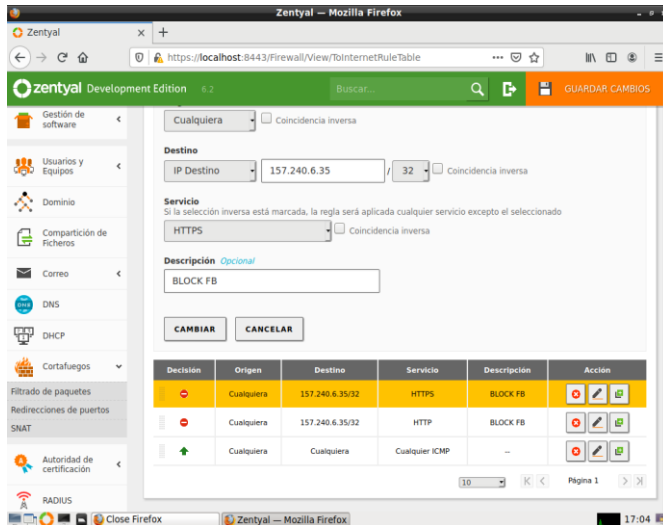 Zentyal — Mozilla Firefox
Zentyal
https://localhost:8443/Firewall/View/ToInternetRuleTable
zentyal Development Edition 6.2
Buscar...
GUARDAR CAMBIOS
Gestión de software
Usuarios y Equipos
Dominio
Compartición de Ficheros
Correo
DNS
DHCP
Cortafuegos
Filtrado de paquetes
Redirecciones de puertos
SNAT
Autoridad de certificación
RADIUS
Cualquiera Coincidencia inversa
Destino
IP Destino 157.240.6.35 / 32 Coincidencia inversa
Servicio
Si la selección inversa está marcada, la regla será aplicada cualquier servicio excepto el seleccionado
HTTPS Coincidencia inversa
Descripción Opcional
BLOCK FB
CAMBIAR CANCELAR
Decisión Origen Destino Servicio Descripción Acción
Cualquiera 157.240.6.35/32 HTTPS BLOCK FB
Cualquiera 157.240.6.35/32 HTTP BLOCK FB
Cualquiera Cualquiera Cualquier ICMP --
10 Página 1
Close Firefox
Zentyal — Mozilla Firefox
17:04